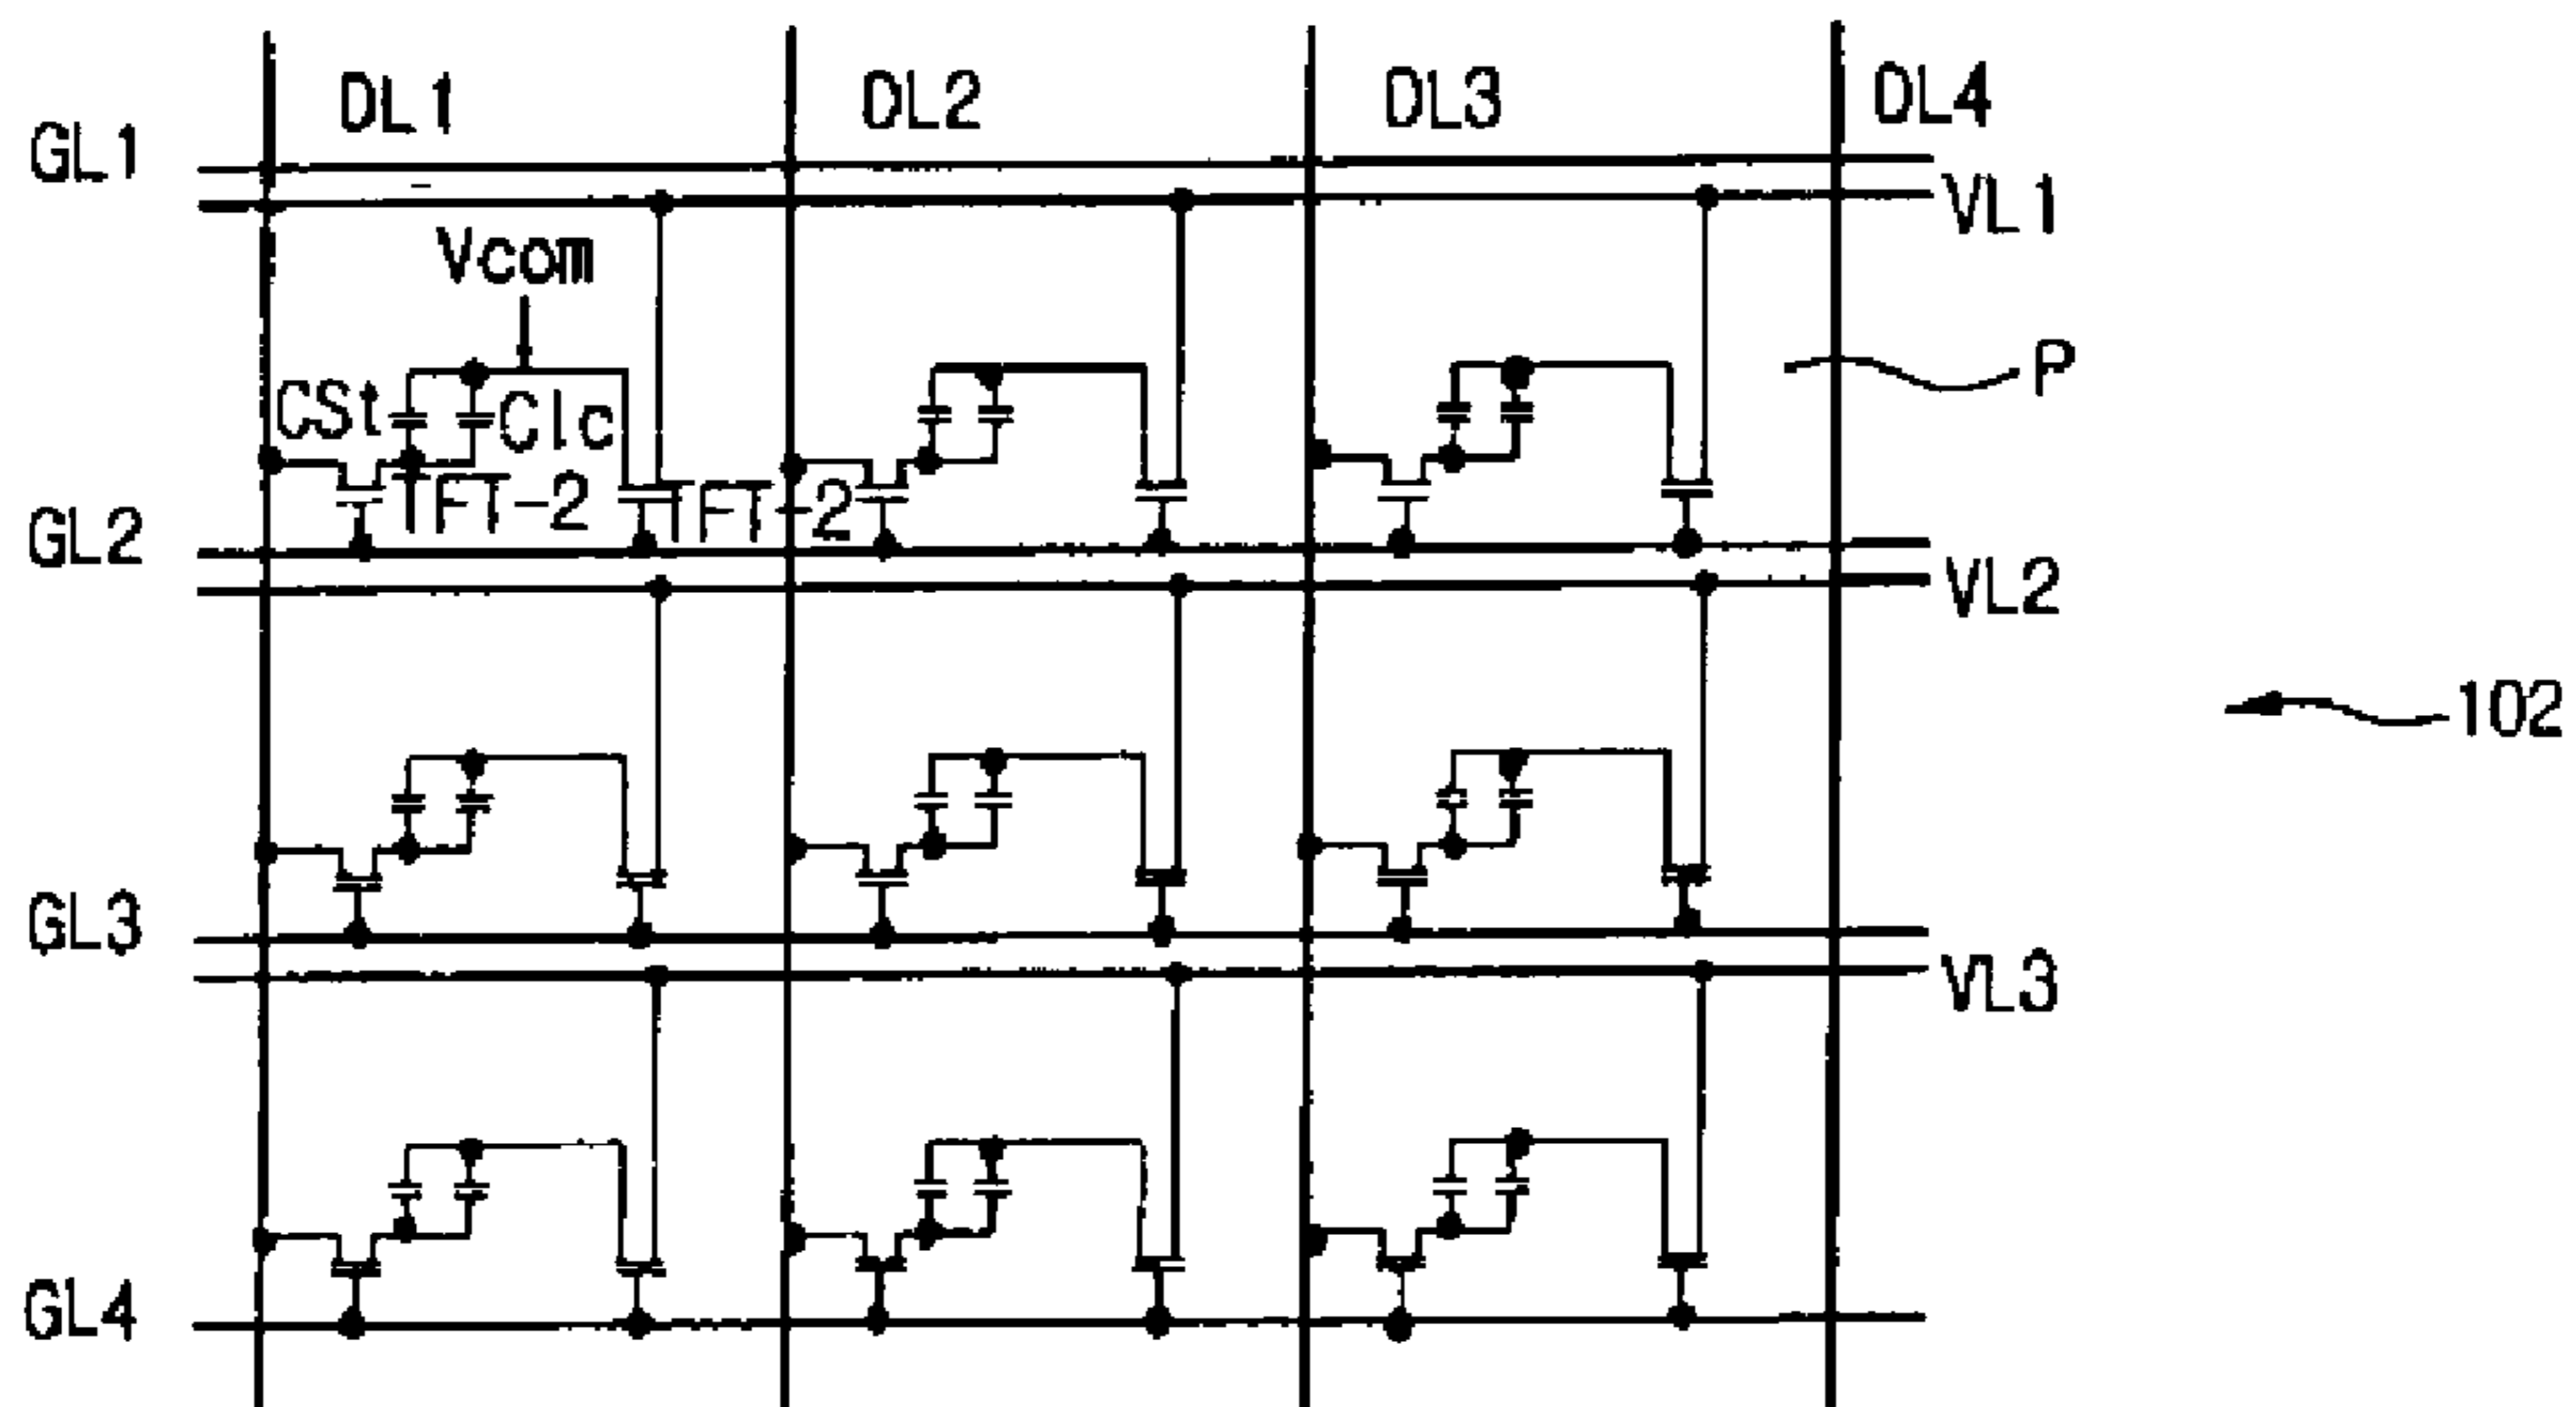 DL1
DL2
DL3
DL4
GL1
VL1
Vcom
P
CSt
Clc
TFT-2
TFT-2
GL2
VL2
102
GL3
VL3
GL4